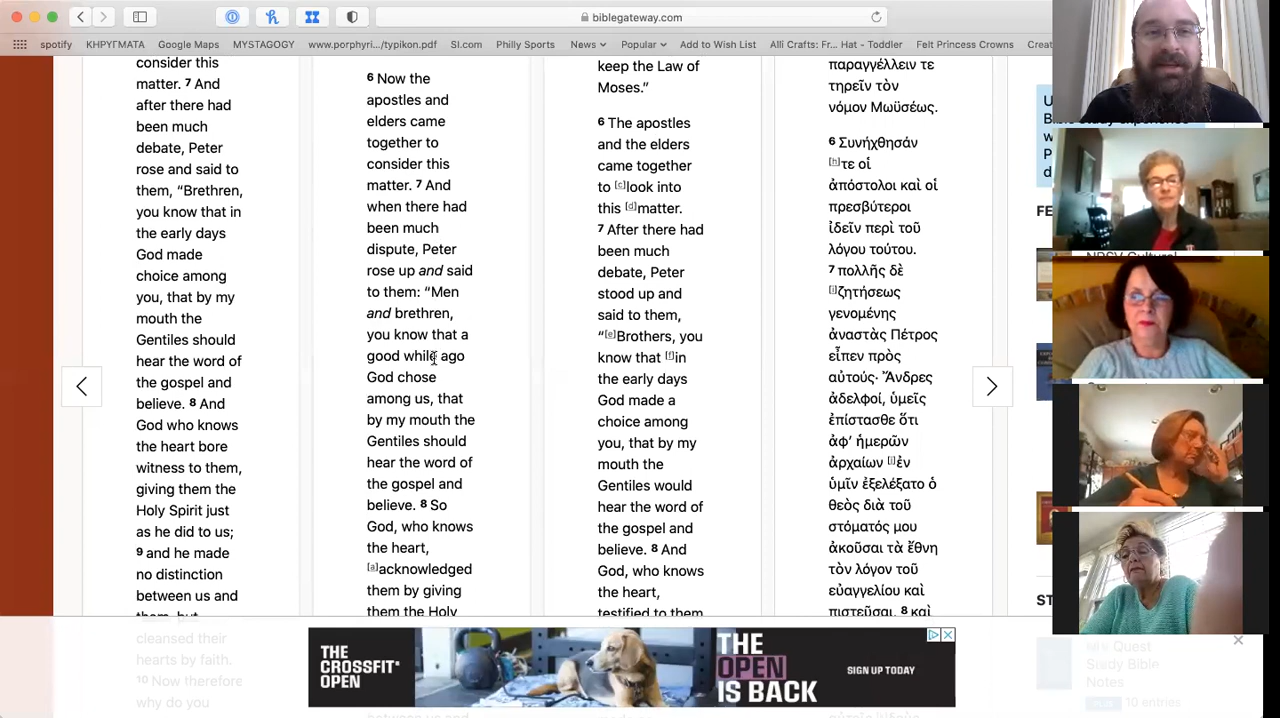 biblegateway.com
spotify
ΚΗΡΥΓΜΑΤΑ
Google Maps
MYSTAGOGY
www.porphyri.../typikon.pdf
SI.com
Philly Sports
News
Popular
Add to Wish List
Alli Crafts: Fr... Hat - Toddler
Felt Princess Crowns
consider this
matter. 7 And
after there had
been much
debate, Peter
rose and said to
them, “Brethren,
you know that in
the early days
God made
choice among
you, that by my
mouth the
Gentiles should
hear the word of
the gospel and
believe. 8 And
God who knows
the heart bore
witness to them,
giving them the
Holy Spirit just
as he did to us;
9 and he made
no distinction
between us and
them, but
cleansed their
hearts by faith.
10 Now therefore
why do you
6 Now the
apostles and
elders came
together to
consider this
matter. 7 And
when there had
been much
dispute, Peter
rose up and said
to them: “Men
and brethren,
you know that a
good while ago
God chose
among us, that
by my mouth the
Gentiles should
hear the word of
the gospel and
believe. 8 So
God, who knows
the heart,
[a]acknowledged
them by giving
them the Holy
between us and
keep the Law of
Moses.”
6 The apostles
and the elders
came together
to [c]look into
this [d]matter.
7 After there had
been much
debate, Peter
stood up and
said to them,
“[e]Brothers, you
know that [f]in
the early days
God made a
choice among
you, that by my
mouth the
Gentiles would
hear the word of
the gospel and
believe. 8 And
God, who knows
the heart,
testified to them
παραγγέλλειν τε
τηρεῖν τὸν
νόμον Μωϋσέως.
6 Συνήχθησάν
[h]τε οἱ
ἀπόστολοι καὶ οἱ
πρεσβύτεροι
ἰδεῖν περὶ τοῦ
λόγου τούτου.
7 πολλῆς δὲ
[i]ζητήσεως
γενομένης
ἀναστὰς Πέτρος
εἶπεν πρὸς
αὐτούς· Ἄνδρες
ἀδελφοί, ὑμεῖς
ἐπίστασθε ὅτι
ἀφ’ ἡμερῶν
ἀρχαίων [j]ἐν
ὑμῖν ἐξελέξατο ὁ
θεὸς διὰ τοῦ
στόματός μου
ἀκοῦσαι τὰ ἔθνη
τὸν λόγον τοῦ
εὐαγγελίου καὶ
πιστεῦσαι, 8 καὶ
Quest
Study Bible
Notes
10 entries
THE
CROSSFIT
OPEN
THE
OPEN
IS BACK
SIGN UP TODAY